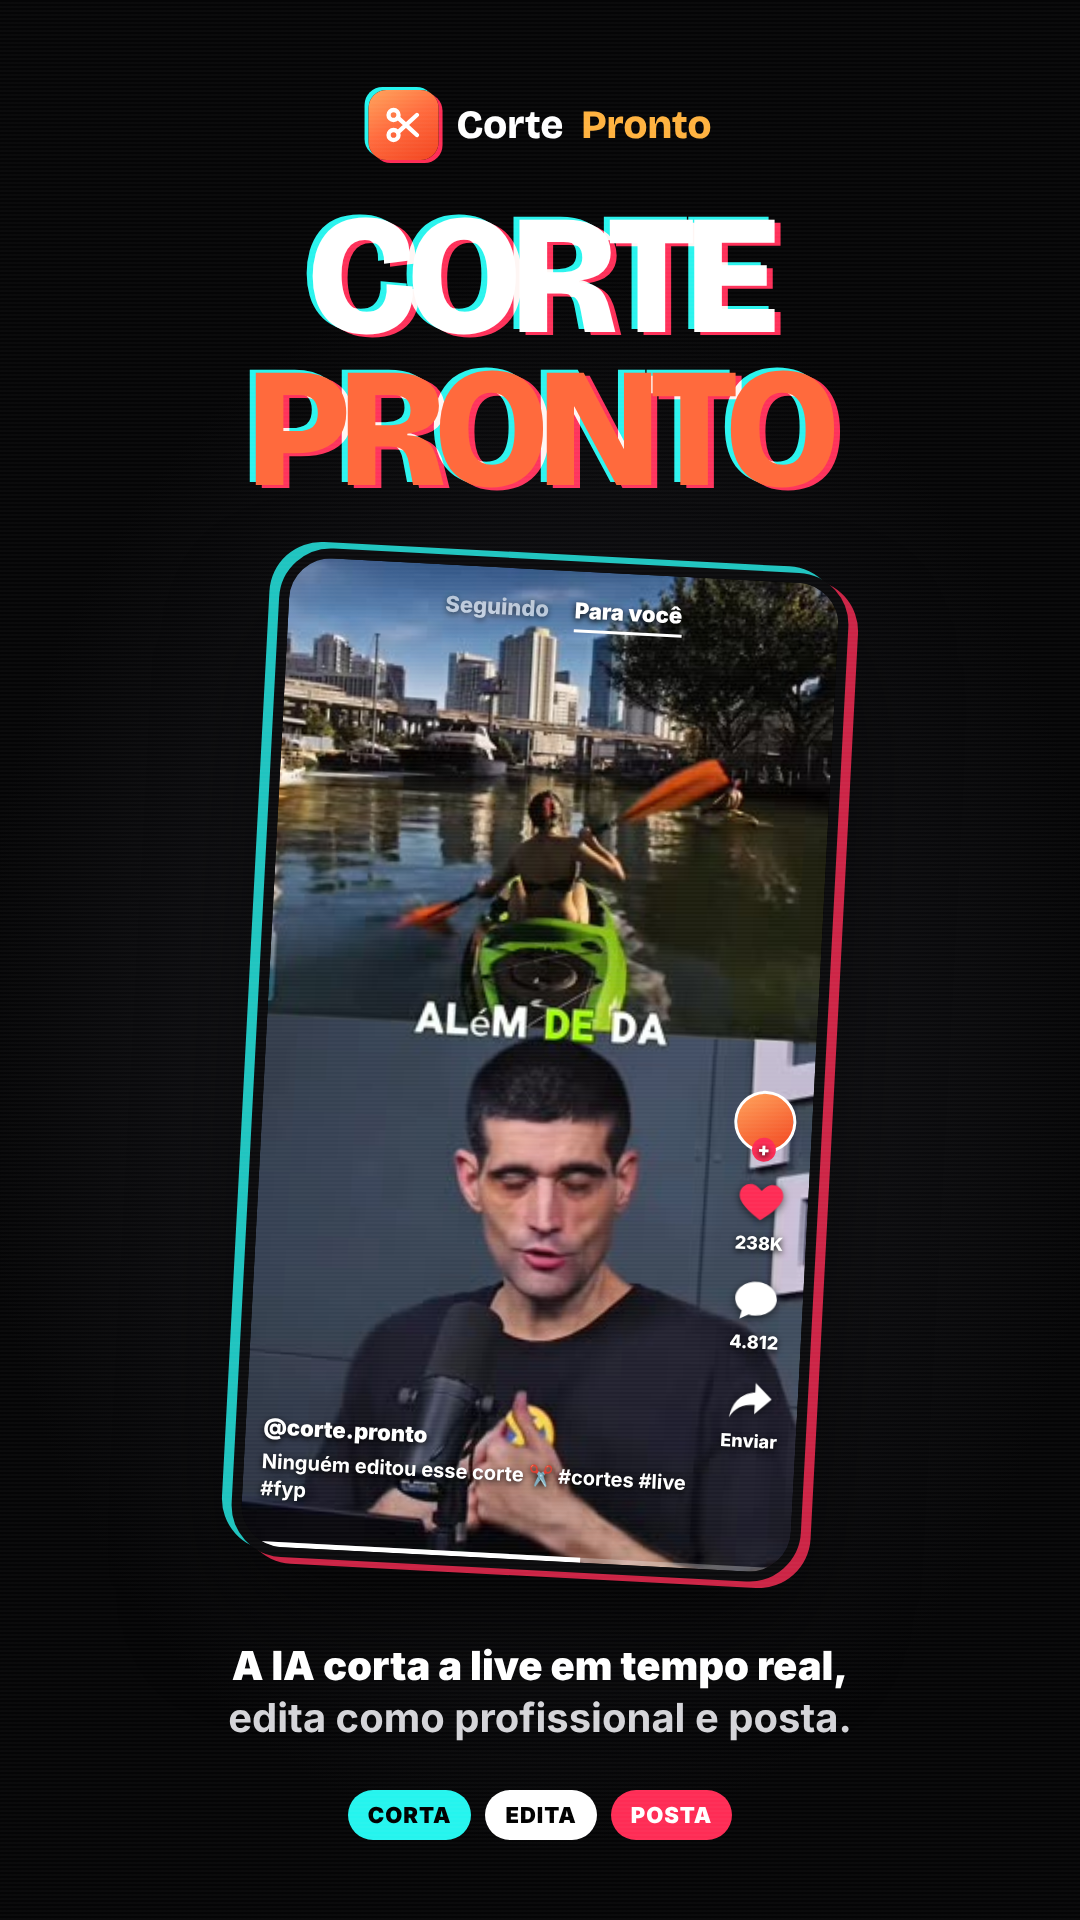 Corte Pronto
CORTE
PRONTO
Seguindo Para você
ALéM DE DA
238K
4.812
Enviar
@corte.pronto
Ninguém editou esse corte ✂️ #cortes #live
#fyp
A IA corta a live em tempo real,
edita como profissional e posta.
CORTA EDITA POSTA